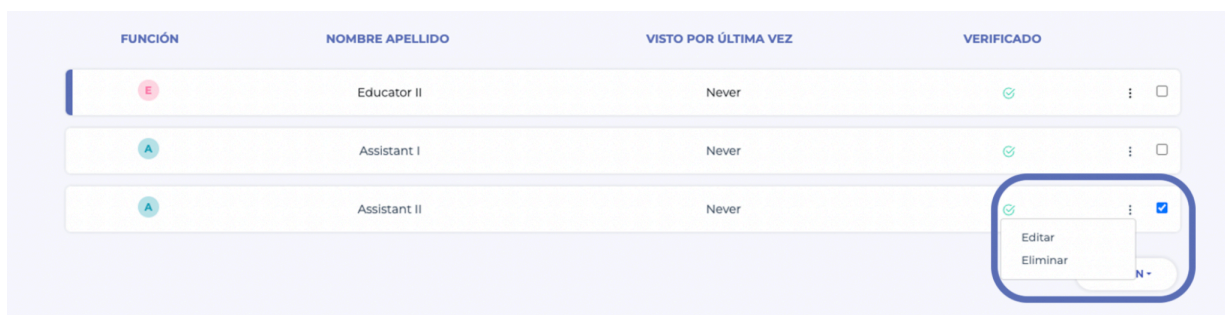 FUNCIÓN NOMBRE APELLIDO VISTO POR ÚLTIMA VEZ VERIFICADO
E Educator II Never
A Assistant I Never
A Assistant II Never
Editar
Eliminar
N